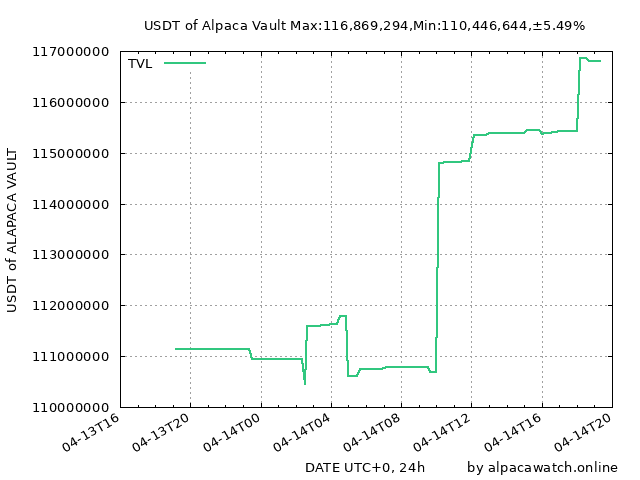 USDT of Alpaca Vault Max:116,869,294,Min:110,446,644,±5.49%
TVL
117000000
116000000
115000000
114000000
113000000
112000000
111000000
110000000
USDT of ALAPACA VAULT
04-13T16
04-13T20
04-14T00
04-14T04
04-14T08
04-14T12
04-14T16
04-14T20
DATE UTC+0, 24h
by alpacawatch.online